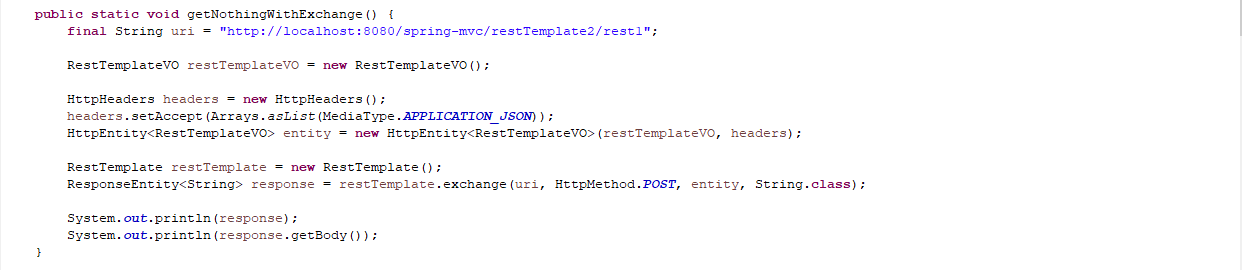 public static void getNothingWithExchange() {
final String uri = "http://localhost:8080/spring-mvc/restTemplate2/rest1";
RestTemplateVO restTemplateVO = new RestTemplateVO();
HttpHeaders headers = new HttpHeaders();
headers.setAccept(Arrays.asList(MediaType.APPLICATION_JSON));
HttpEntity<RestTemplateVO> entity = new HttpEntity<RestTemplateVO>(restTemplateVO, headers);
RestTemplate restTemplate = new RestTemplate();
ResponseEntity<String> response = restTemplate.exchange(uri, HttpMethod.POST, entity, String.class);
System.out.println(response);
System.out.println(response.getBody());
}